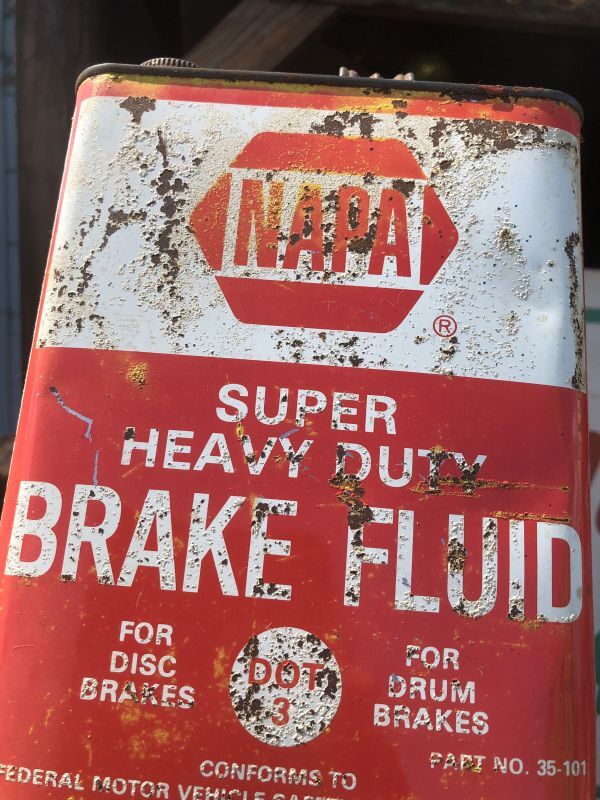 NAPA
®
SUPER
HEAVY DUTY
BRAKE FLUID
FOR
DISC
BRAKES
DOT
3
FOR
DRUM
BRAKES
CONFORMS TO
PART NO. 35-101
FEDERAL MOTOR VEHICLE